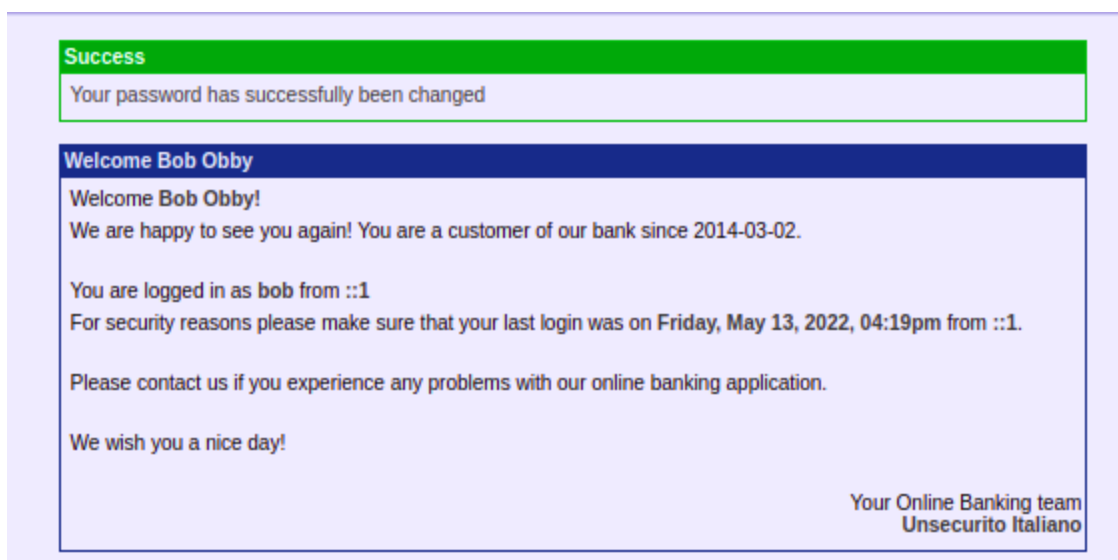 Success
Your password has successfully been changed
Welcome Bob Obby
Welcome Bob Obby!
We are happy to see you again! You are a customer of our bank since 2014-03-02.
You are logged in as bob from ::1
For security reasons please make sure that your last login was on Friday, May 13, 2022, 04:19pm from ::1.
Please contact us if you experience any problems with our online banking application.
We wish you a nice day!
Your Online Banking team
Unsecurito Italiano